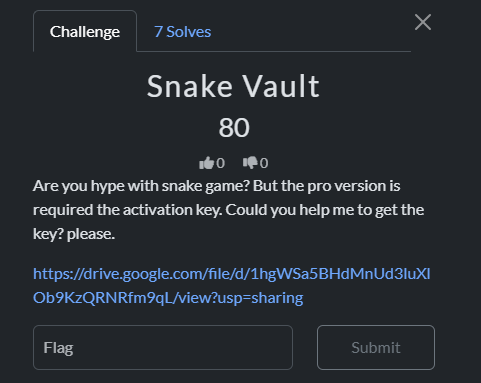 Challenge
7 Solves
Snake Vault
80
0 0
Are you hype with snake game? But the pro version is
required the activation key. Could you help me to get the
key? please.
https://drive.google.com/file/d/1hgWSa5BHdMnUd3luXl
Ob9KzQRNRfm9qL/view?usp=sharing
Flag
Submit